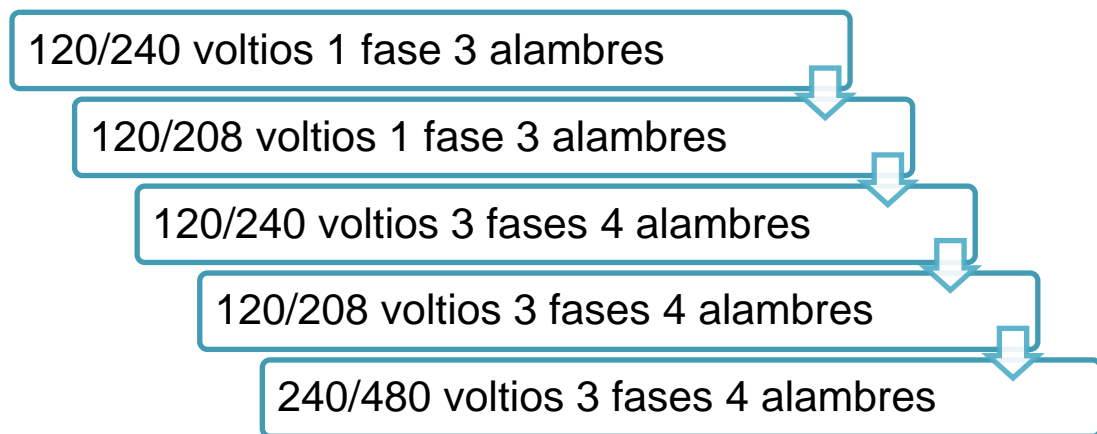 120/240 voltios 1 fase 3 alambres
120/208 voltios 1 fase 3 alambres
120/240 voltios 3 fases 4 alambres
120/208 voltios 3 fases 4 alambres
240/480 voltios 3 fases 4 alambres